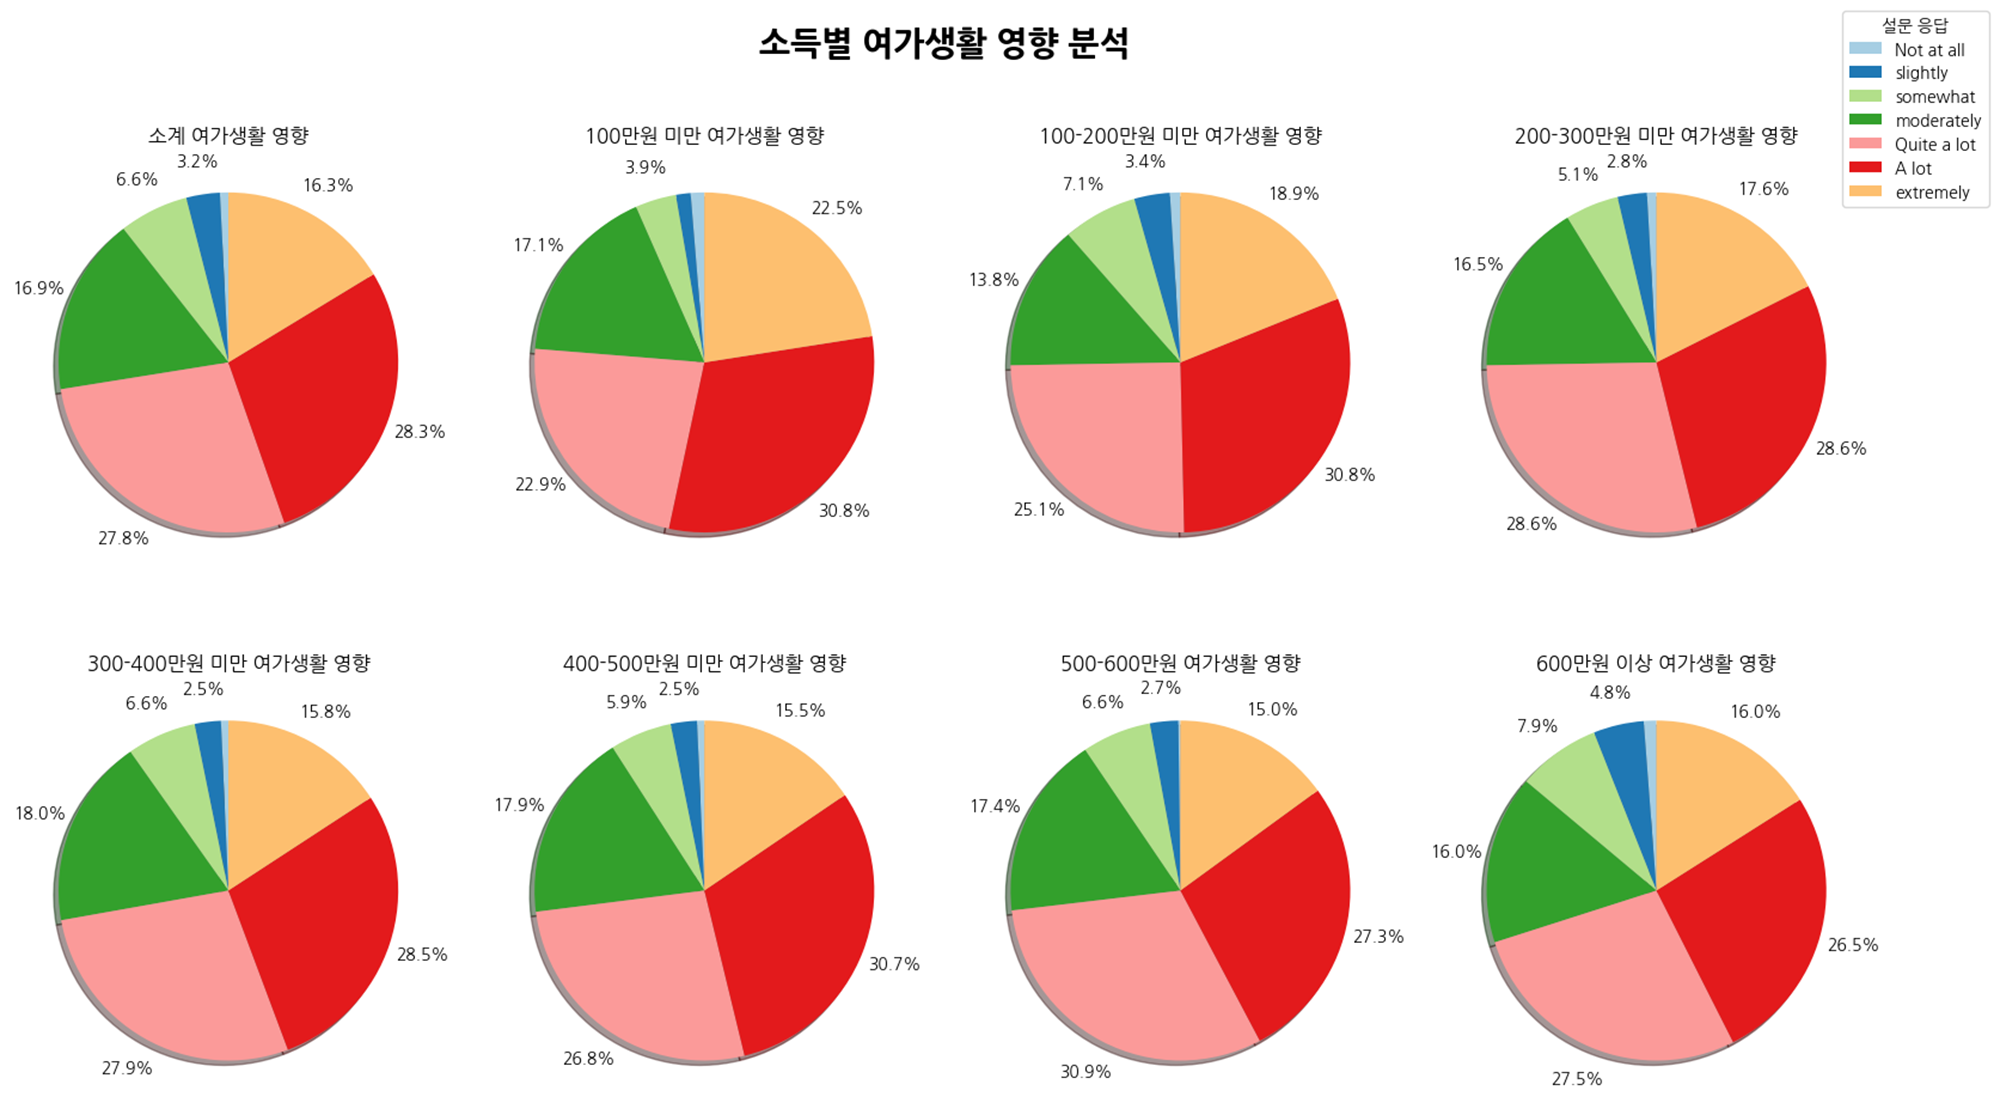 소득별 여가생활 영향 분석
설문 응답
Not at all
slightly
somewhat
moderately
Quite a lot
A lot
extremely
소계 여가생활 영향
3.2%
6.6%
16.3%
16.9%
28.3%
27.8%
100만원 미만 여가생활 영향
3.9%
22.5%
17.1%
22.9%
30.8%
100-200만원 미만 여가생활 영향
3.4%
7.1%
18.9%
13.8%
30.8%
25.1%
200-300만원 미만 여가생활 영향
2.8%
5.1%
17.6%
16.5%
28.6%
28.6%
300-400만원 미만 여가생활 영향
2.5%
6.6%
15.8%
18.0%
28.5%
27.9%
400-500만원 미만 여가생활 영향
2.5%
5.9%
15.5%
17.9%
30.7%
26.8%
500-600만원 여가생활 영향
2.7%
6.6%
15.0%
17.4%
27.3%
30.9%
600만원 이상 여가생활 영향
4.8%
7.9%
16.0%
16.0%
26.5%
27.5%